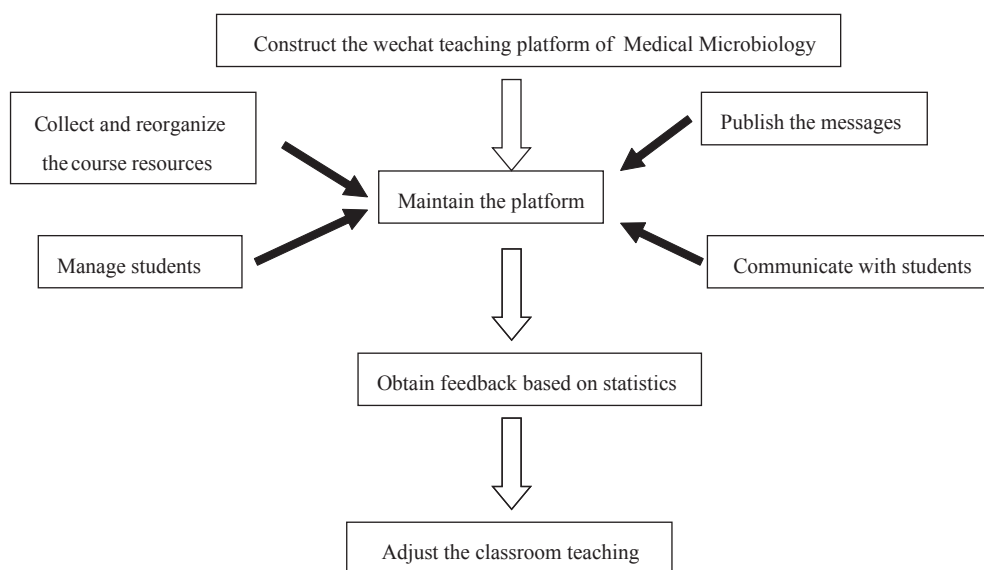 Construct the wechat teaching platform of Medical Microbiology
Collect and reorganize
the course resources
Publish the messages
Maintain the platform
Manage students
Communicate with students
Obtain feedback based on statistics
Adjust the classroom teaching